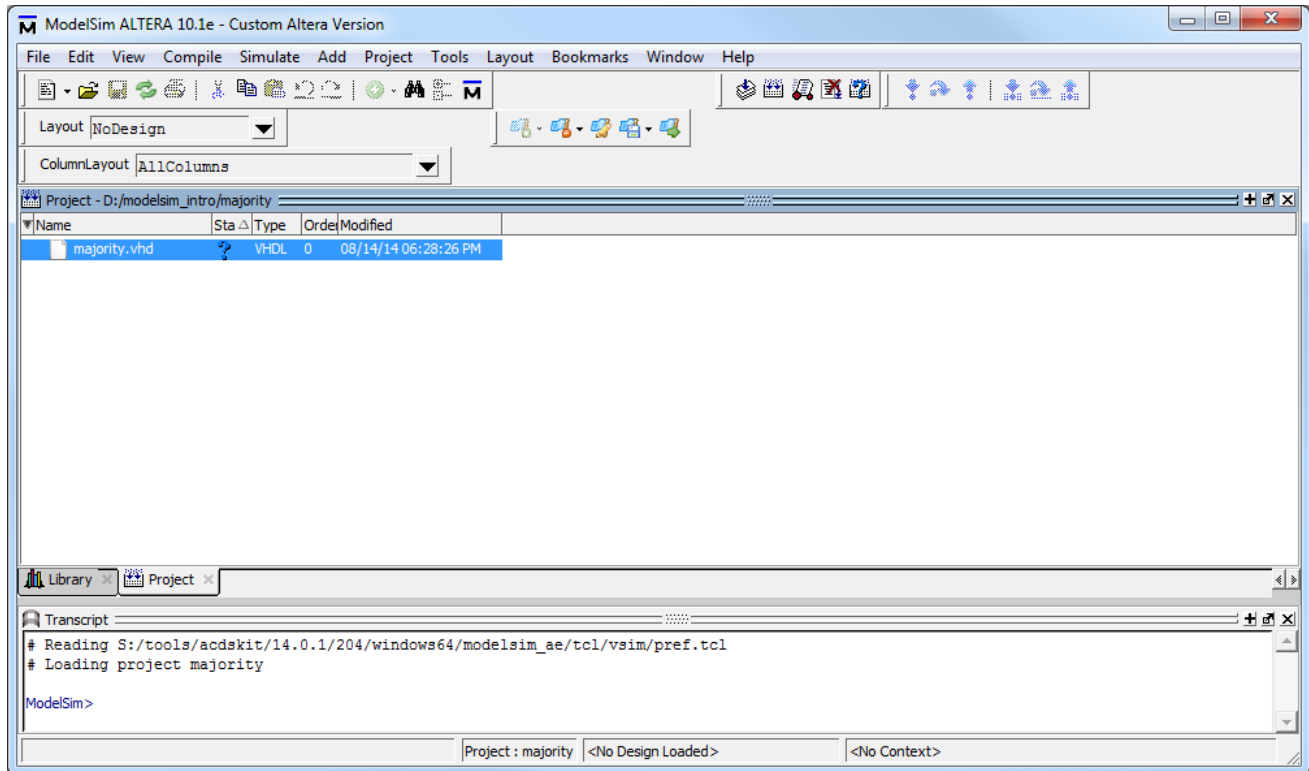 ModelSim ALTERA 10.1e - Custom Altera Version
File Edit View Compile Simulate Add Project Tools Layout Bookmarks Window Help
Layout NoDesign
ColumnLayout AllColumns
Project - D:/modelsim_intro/majority
Name Sta Type Order Modified
majority.vhd ? VHDL 0 08/14/14 06:28:26 PM
Library Project
Transcript
# Reading S:/tools/acdskit/14.0.1/204/windows64/modelsim_ae/tcl/vsim/pref.tcl
# Loading project majority
ModelSim>
Project : majority <No Design Loaded> <No Context>